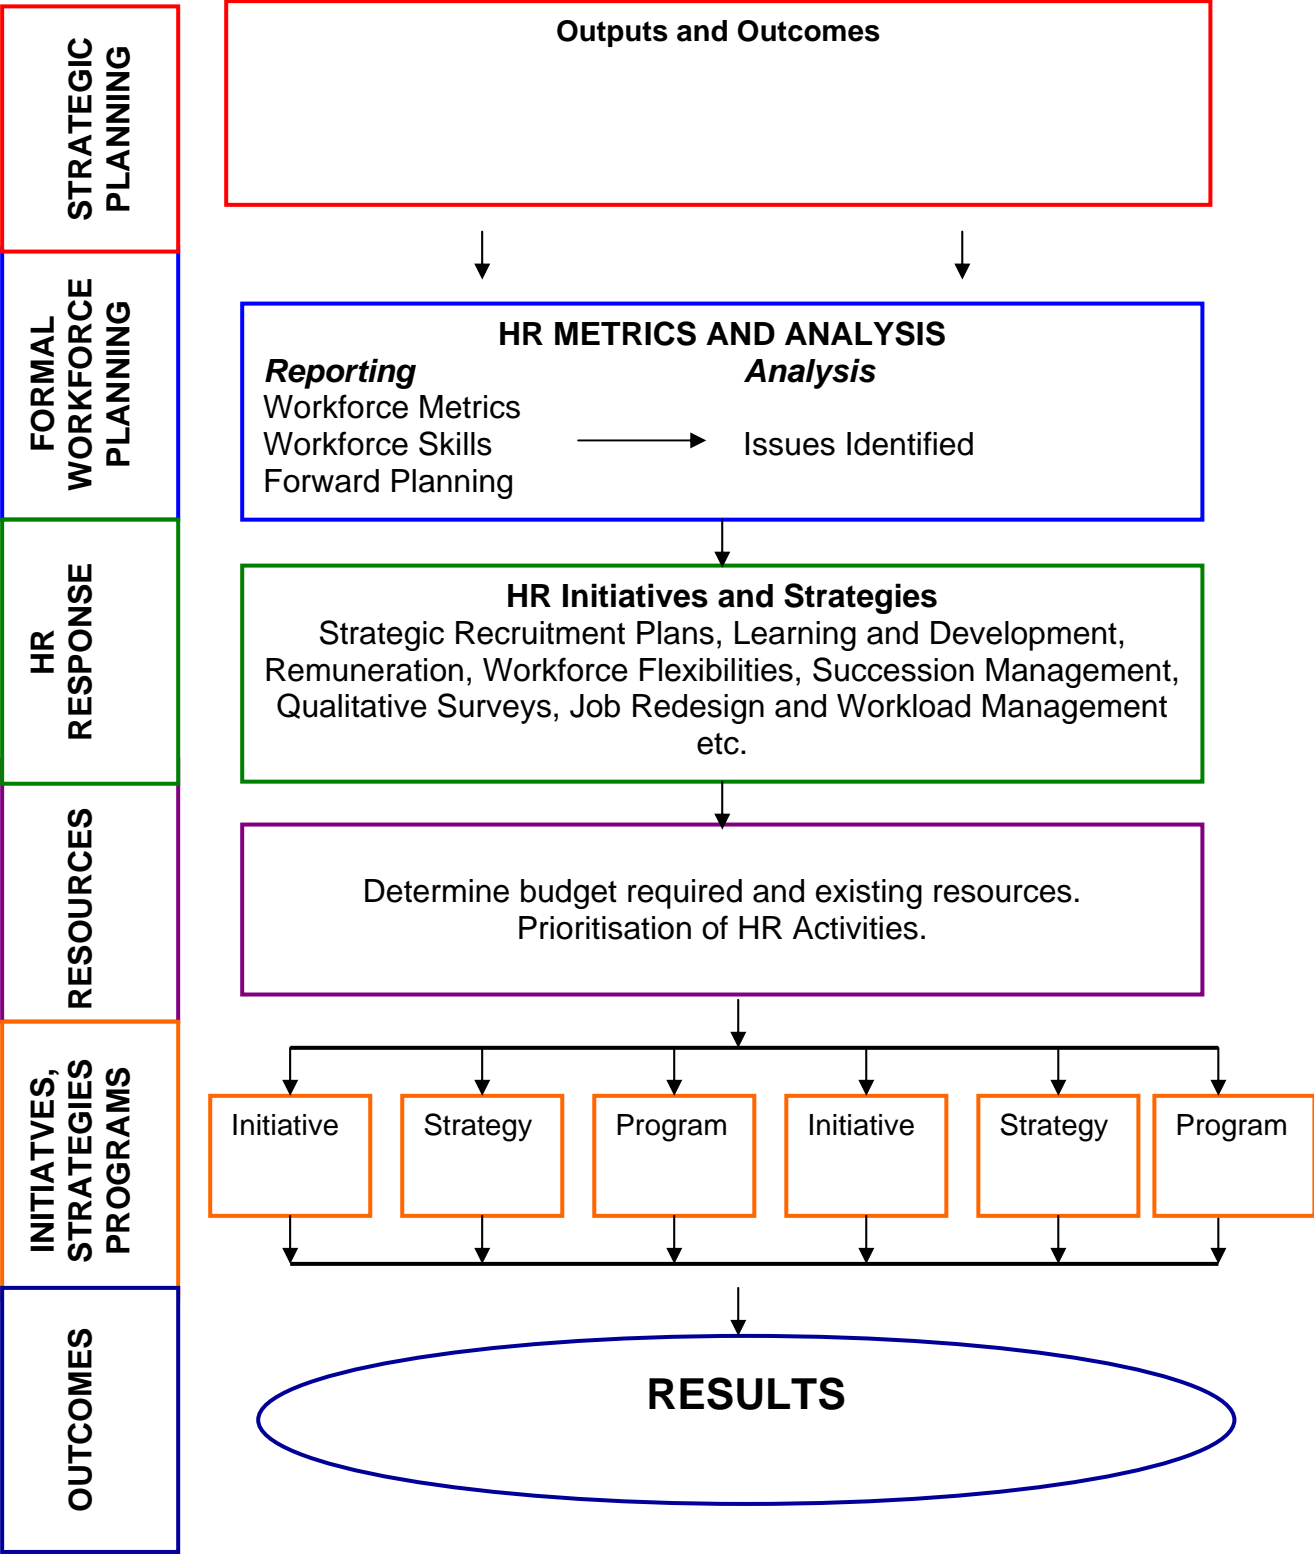 STRATEGIC
PLANNING
Outputs and Outcomes
FORMAL
WORKFORCE
PLANNING
HR METRICS AND ANALYSIS
Reporting Analysis
Workforce Metrics
Workforce Skills Issues Identified
Forward Planning
HR
RESPONSE
HR Initiatives and Strategies
Strategic Recruitment Plans, Learning and Development,
Remuneration, Workforce Flexibilities, Succession Management,
Qualitative Surveys, Job Redesign and Workload Management
etc.
RESOURCES
Determine budget required and existing resources.
Prioritisation of HR Activities.
INITIATVES,
STRATEGIES
PROGRAMS
Initiative Strategy Program Initiative Strategy Program
OUTCOMES
RESULTS